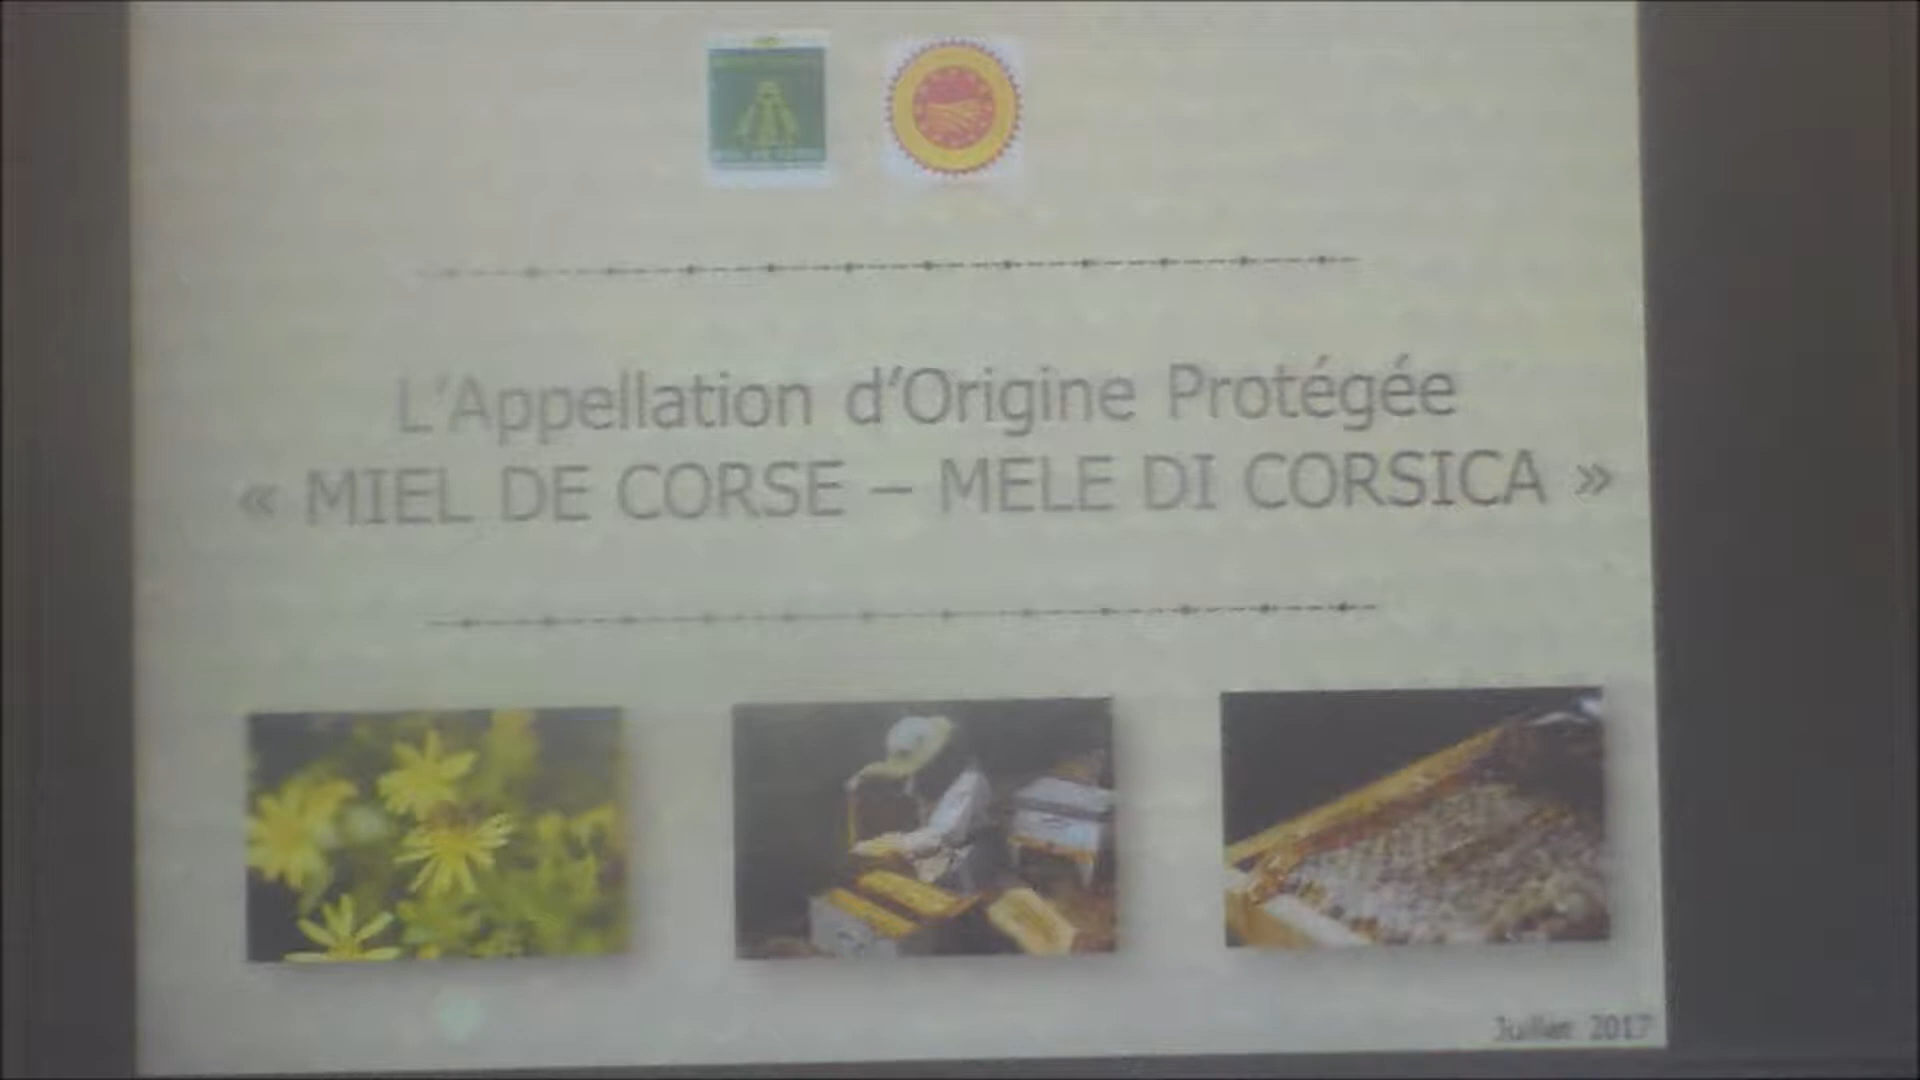 L'Appellation d'Origine Protégée
« MIEL DE CORSE – MELE DI CORSICA »
Juillet 2017